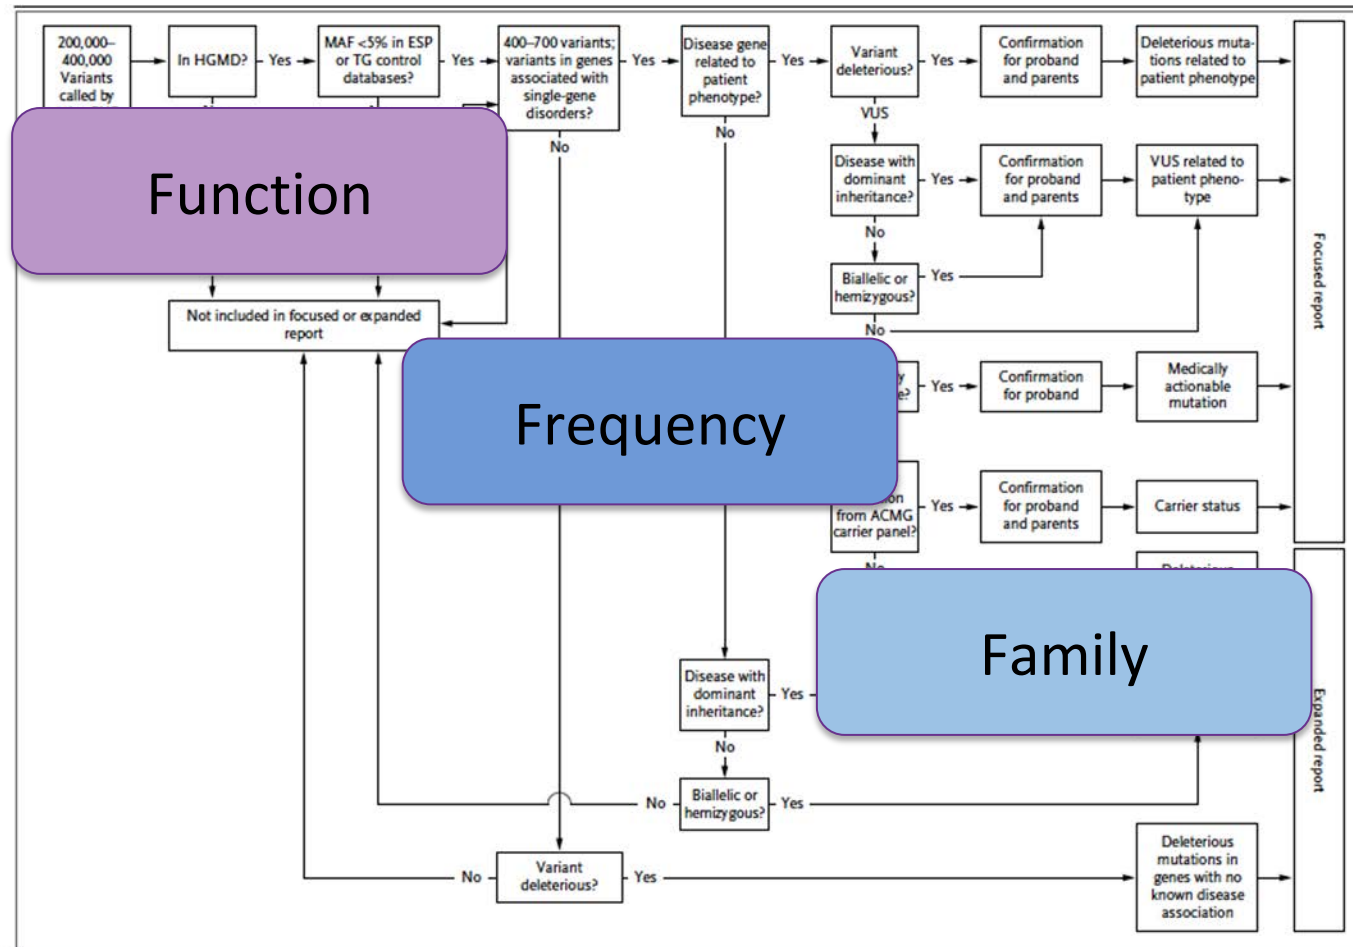 200,000–
400,000
Variants
called by
In HGMD?
Yes
MAF <5% in ESP
or TG control
databases?
Yes
400–700 variants;
variants in genes
associated with
single-gene
disorders?
Yes
Disease gene
related to
patient
phenotype?
Yes
Variant
deleterious?
Yes
Confirmation
for proband
and parents
Deleterious muta-
tions related to
patient phenotype
VUS
No
No
Function
Disease with
dominant
inheritance?
Yes
Confirmation
for proband
and parents
VUS related to
patient pheno-
type
No
Biallelic or
hemizygous?
Yes
No
Focused report
Not included in focused or expanded
report
Frequency
Yes
Confirmation
for proband
Medically
actionable
mutation
from ACMG
carrier panel?
Yes
Confirmation
for proband
and parents
Carrier status
No
Family
Disease with
dominant
inheritance?
Yes
No
Biallelic or
hemizygous?
No
Yes
Expanded report
Variant
deleterious?
No
Yes
Deleterious
mutations in
genes with no
known disease
association